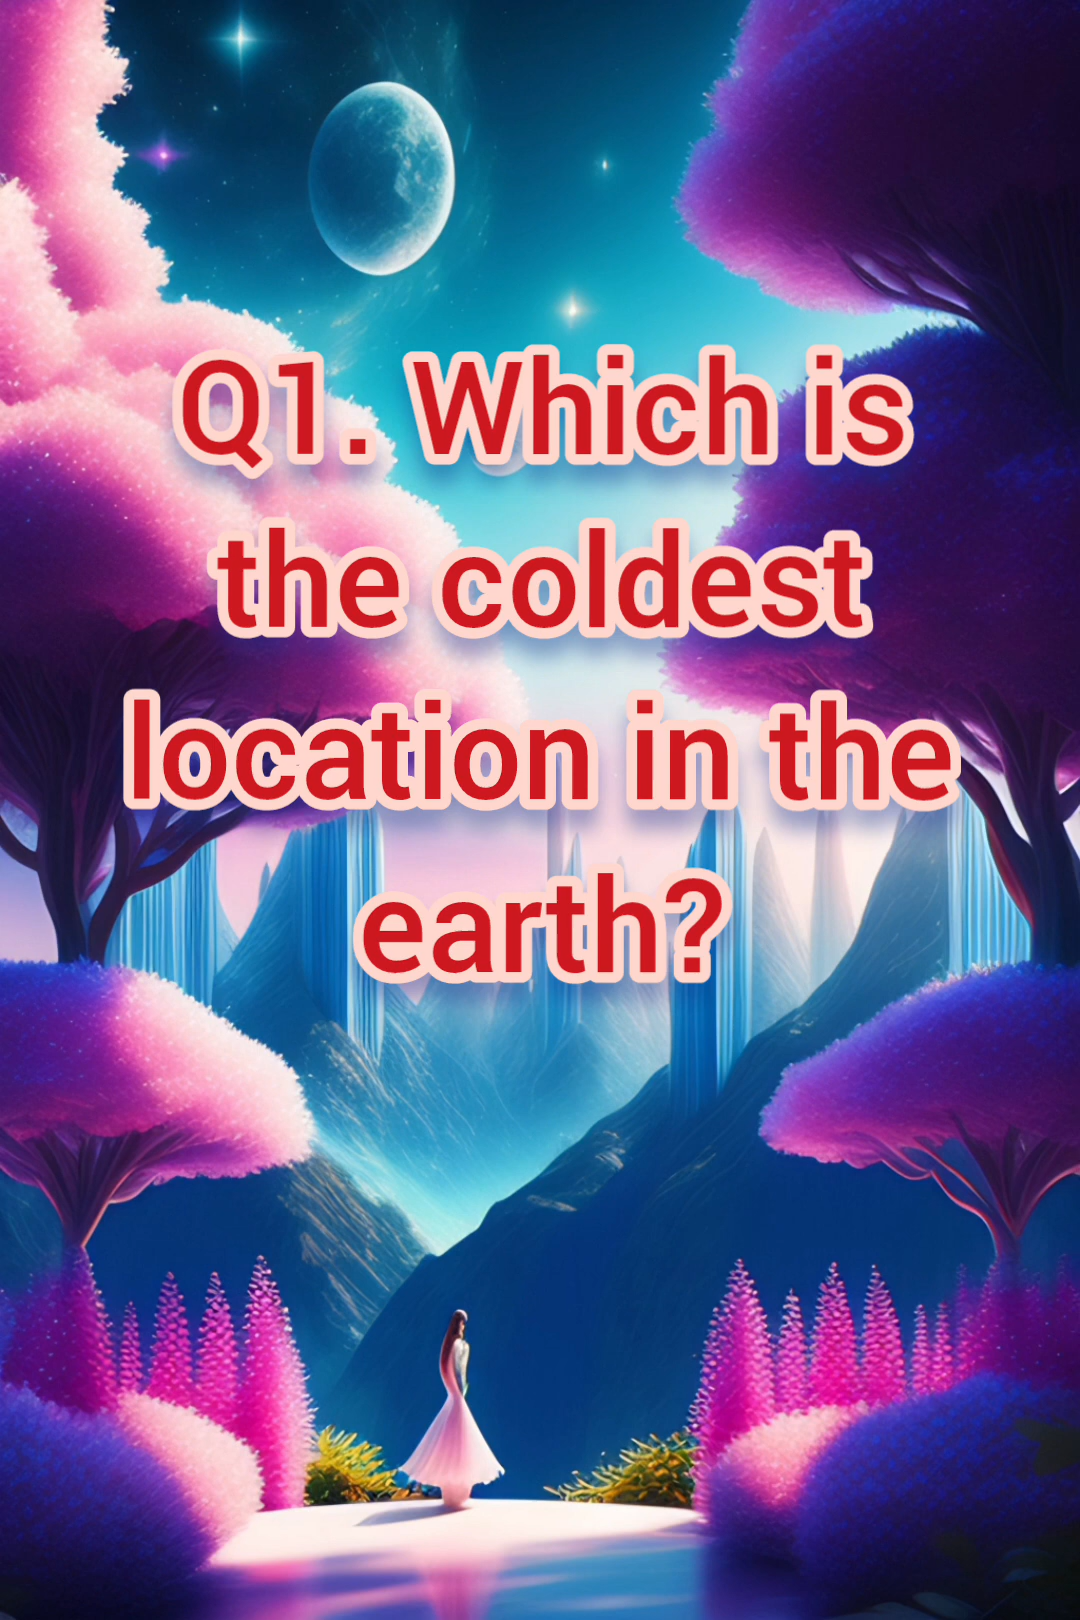 Q1. Which is
the coldest
location in the
earth?